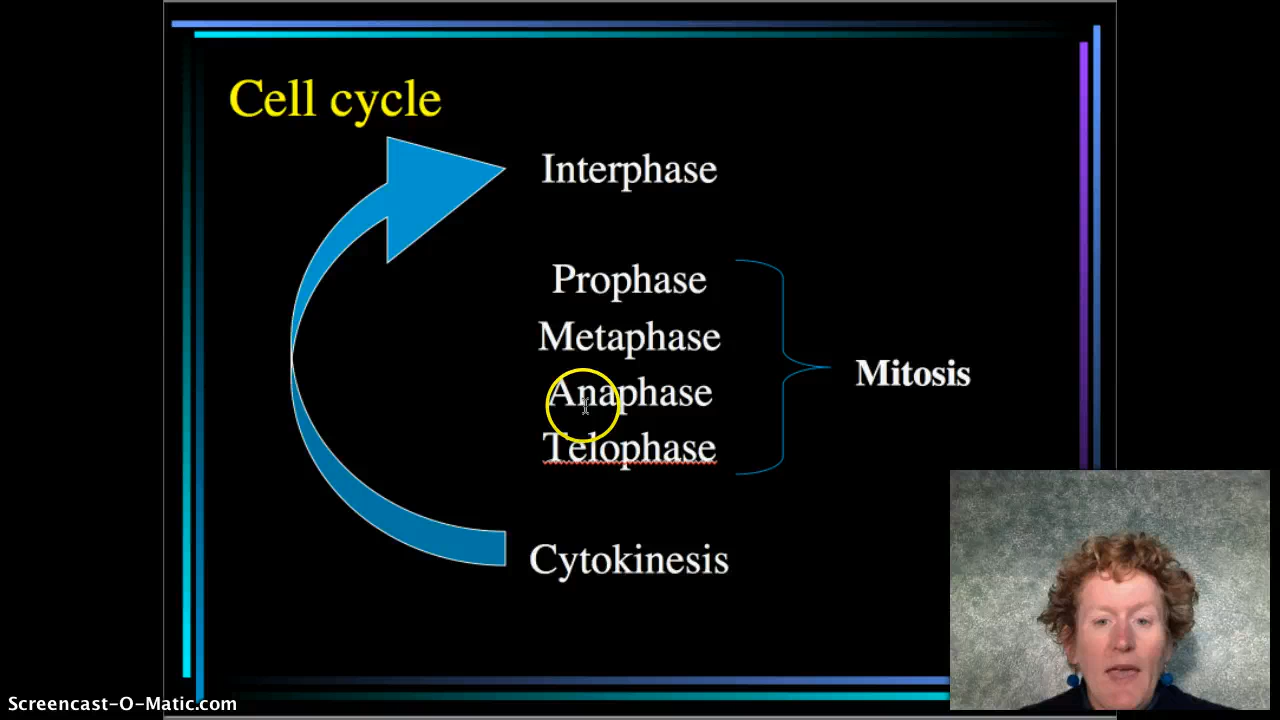 Cell cycle
Interphase
Prophase
Metaphase
Anaphase
Telophase
Mitosis
Cytokinesis
Screencast-O-Matic.com